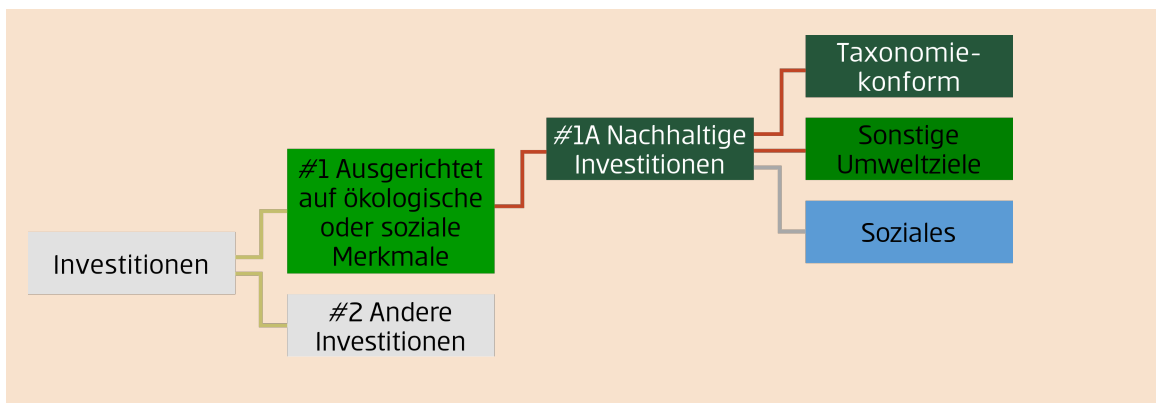 Investitionen
#1 Ausgerichtet
auf ökologische
oder soziale
Merkmale
#2 Andere
Investitionen
#1A Nachhaltige
Investitionen
Taxonomie-
konform
Sonstige
Umweltziele
Soziales